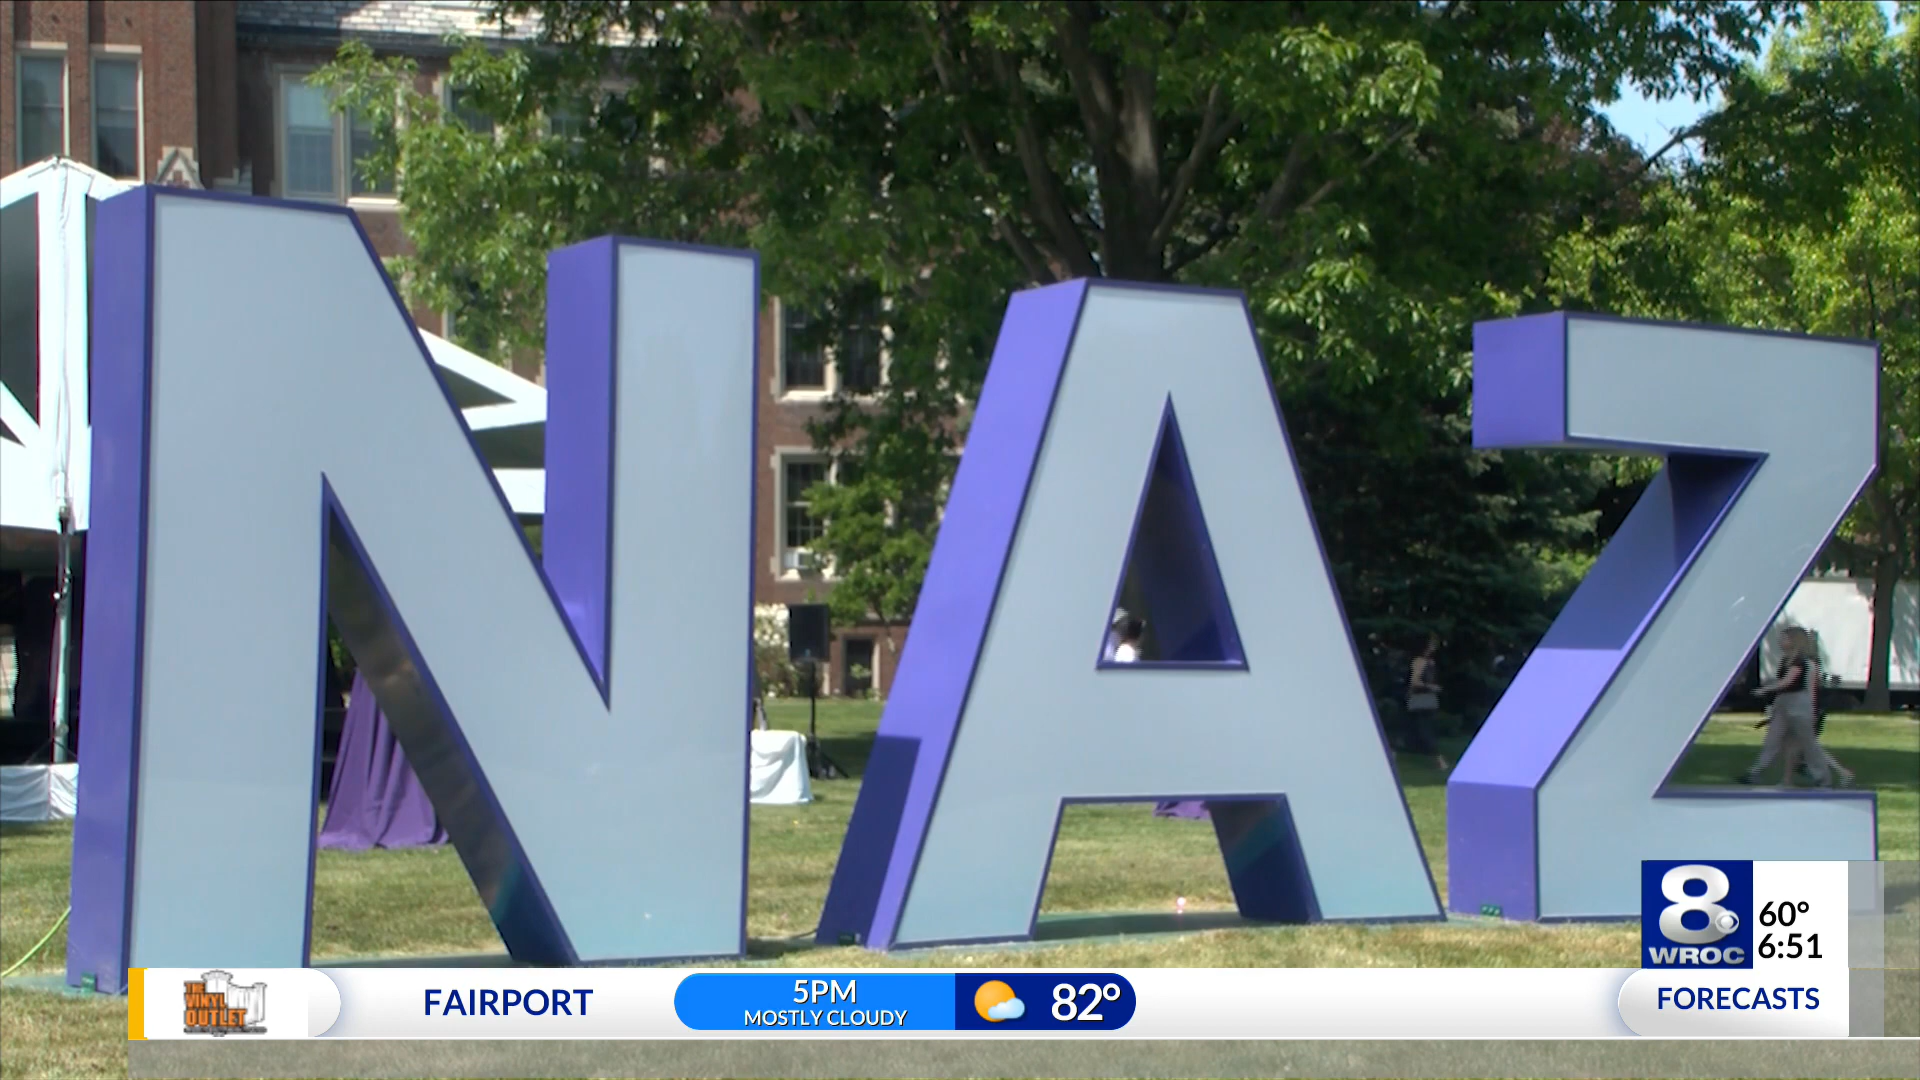 NAZ
8
WROC
60°
6:51
THE
VINYL
OUTLET
FAIRPORT
5PM
MOSTLY CLOUDY
82°
FORECASTS